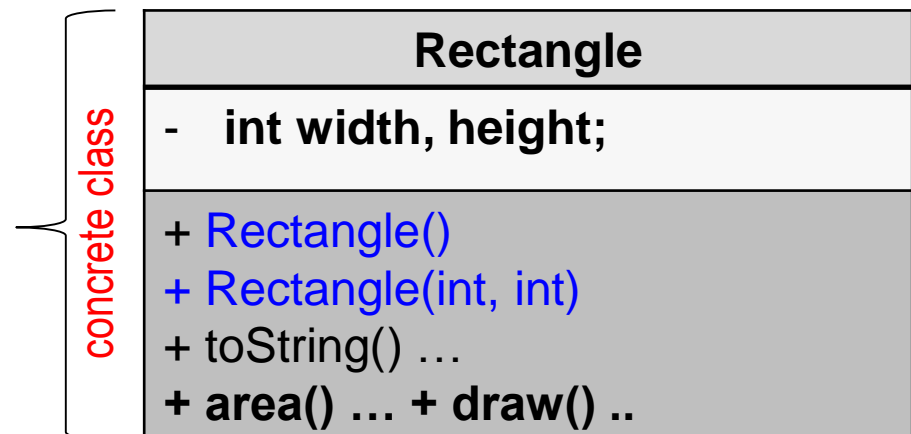 Rectangle
concrete class
- int width, height;
+ Rectangle()
+ Rectangle(int, int)
+ toString() …
+ area() … + draw() ..